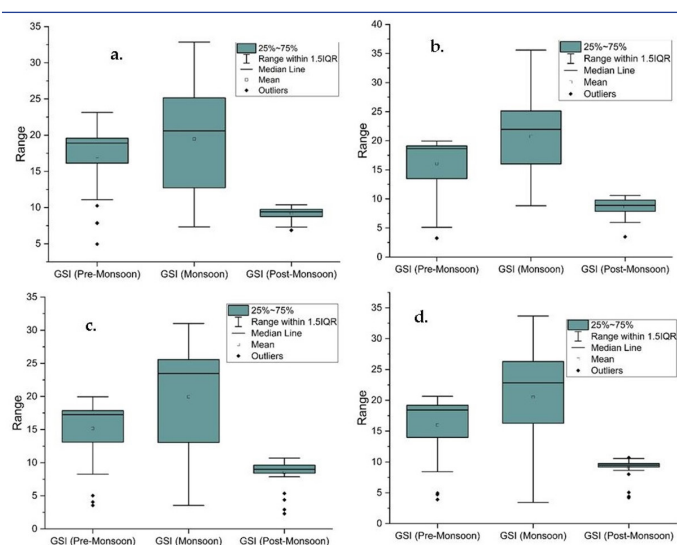 a.
35
30
25
20
15
10
5
Range
25%~75%
Range within 1.5IQR
Median Line
Mean
Outliers
GSI (Pre-Monsoon) GSI (Monsoon) GSI (Post-Monsoon)
b.
40
35
30
25
20
15
10
5
0
Range
25%~75%
Range within 1.5IQR
Median Line
Mean
Outliers
GSI (Pre-Monsoon) GSI (Monsoon) GSI (Post-Monsoon)
c.
35
30
25
20
15
10
5
0
Range
25%~75%
Range within 1.5IQR
Median Line
Mean
Outliers
GSI (Pre-Monsoon) GSI (Monsoon) GSI (Post-Monsoon)
d.
35
30
25
20
15
10
5
0
Range
25%~75%
Range within 1.5IQR
Median Line
Mean
Outliers
GSI (Pre-Monsoon) GSI (Monsoon) GSI (Post-Monsoon)